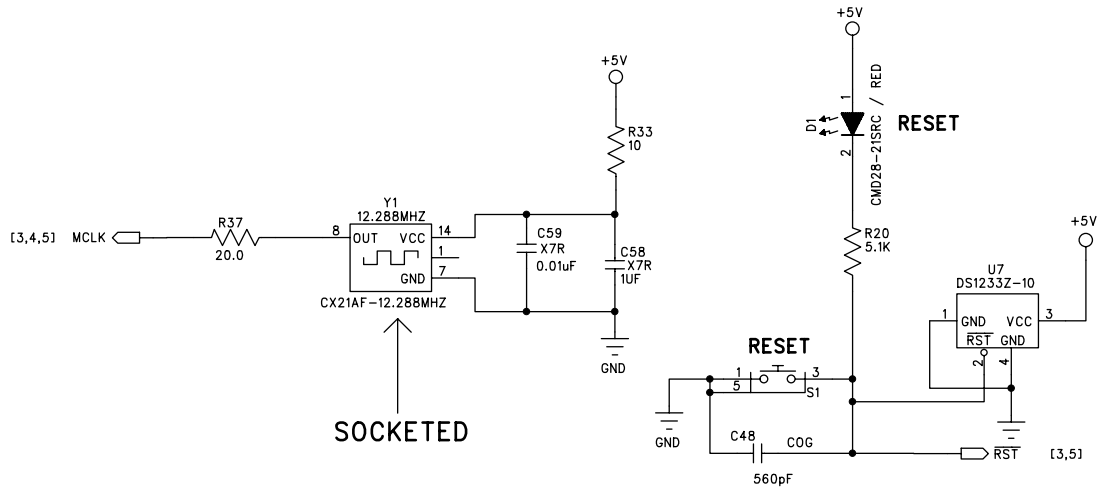 +5V
R33
10
Y1
12.288MHZ
[3,4,5] MCLK
R37
20.0
8
OUT VCC
14
1
GND
7
CX21AF-12.288MHZ
C59
X7R
0.01uF
C58
X7R
1UF
GND
SOCKETED
+5V
1
D1
2
CMD28-21SRC / RED
RESET
R20
5.1K
+5V
U7
DS1233Z-10
1
GND VCC
3
RST GND
2
4
RESET
1
5
3
S1
GND
C48
COG
560pF
RST [3,5]